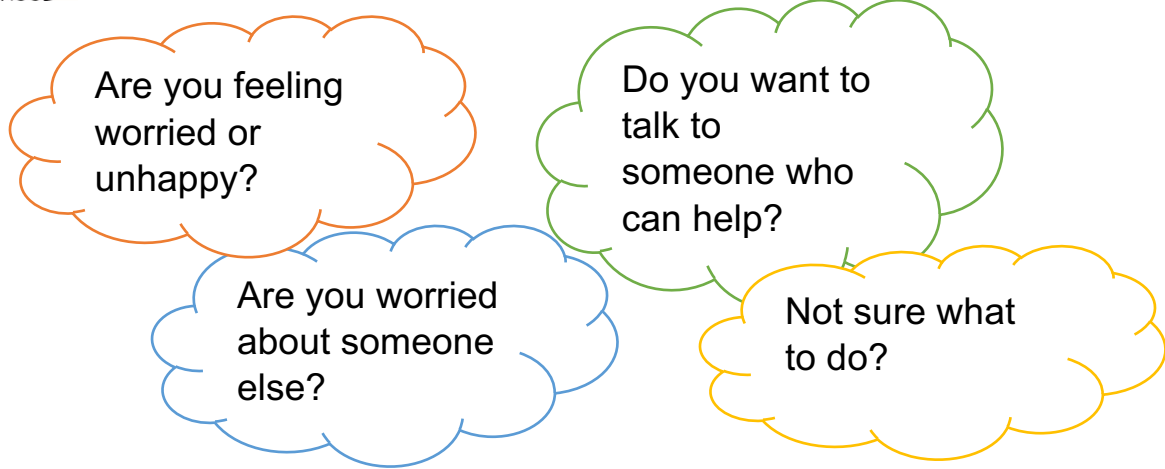 Are you feeling
worried or
unhappy?
Do you want to
talk to
someone who
can help?
Are you worried
about someone
else?
Not sure what
to do?